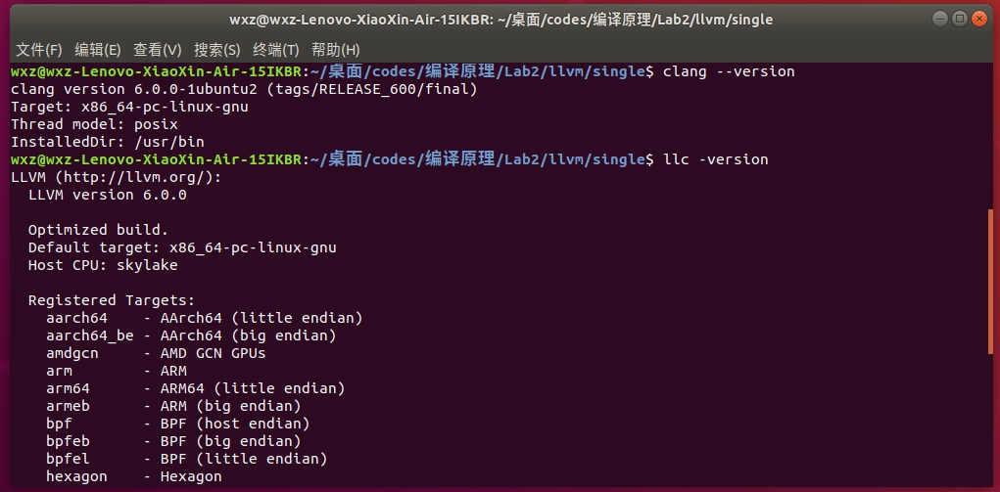 wxz@wxz-Lenovo-XiaoXin-Air-15IKBR: ~/桌面/codes/编译原理/Lab2/llvm/single
文件(F) 编辑(E) 查看(V) 搜索(S) 终端(T) 帮助(H)
wxz@wxz-Lenovo-XiaoXin-Air-15IKBR:~/桌面/codes/编译原理/Lab2/llvm/single$ clang --version
clang version 6.0.0-1ubuntu2 (tags/RELEASE_600/final)
Target: x86_64-pc-linux-gnu
Thread model: posix
InstalledDir: /usr/bin
wxz@wxz-Lenovo-XiaoXin-Air-15IKBR:~/桌面/codes/编译原理/Lab2/llvm/single$ llc -version
LLVM (http://llvm.org/):
  LLVM version 6.0.0
  Optimized build.
  Default target: x86_64-pc-linux-gnu
  Host CPU: skylake
  Registered Targets:
    aarch64    - AArch64 (little endian)
    aarch64_be - AArch64 (big endian)
    amdgcn     - AMD GCN GPUs
    arm        - ARM
    arm64      - ARM64 (little endian)
    armeb      - ARM (big endian)
    bpf        - BPF (host endian)
    bpfeb      - BPF (big endian)
    bpfel      - BPF (little endian)
    hexagon    - Hexagon